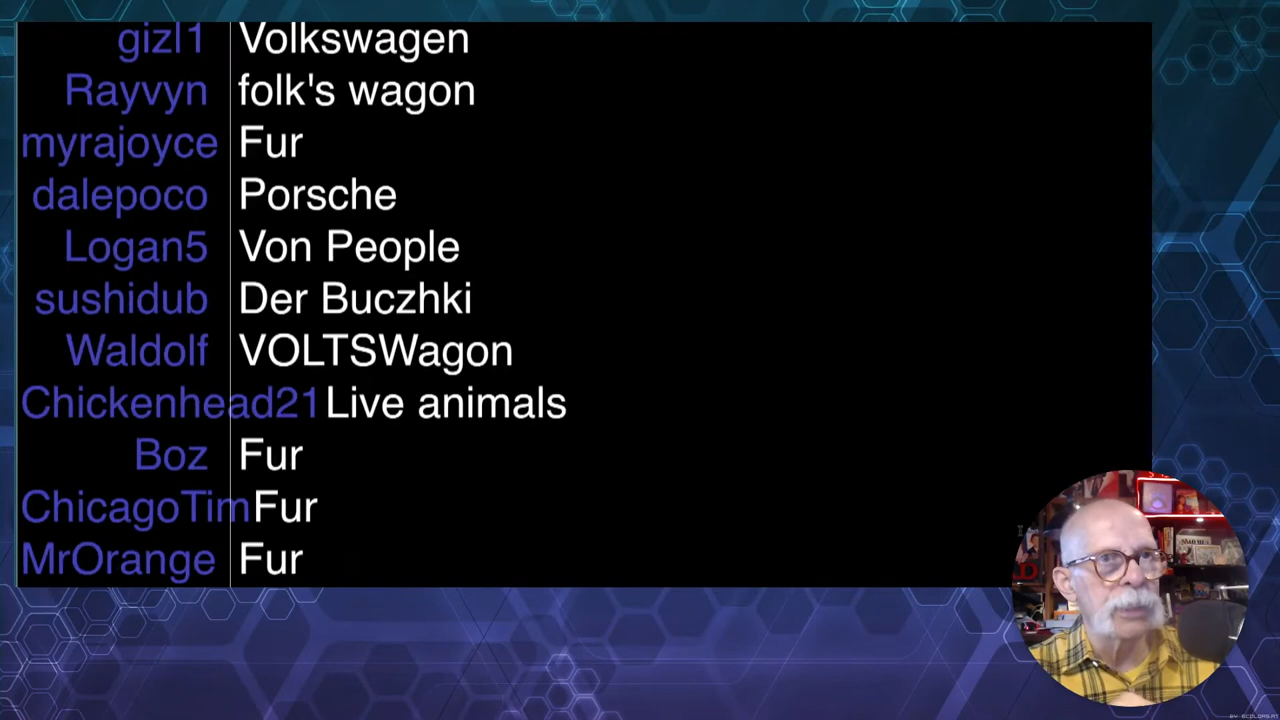 gizl1 Volkswagen
Rayvyn folk's wagon
myrajoyce Fur
dalepoco Porsche
Logan5 Von People
sushidub Der Buczhki
Waldolf VOLTSWagon
Chickenhead21 Live animals
Boz Fur
ChicagoTim Fur
MrOrange Fur